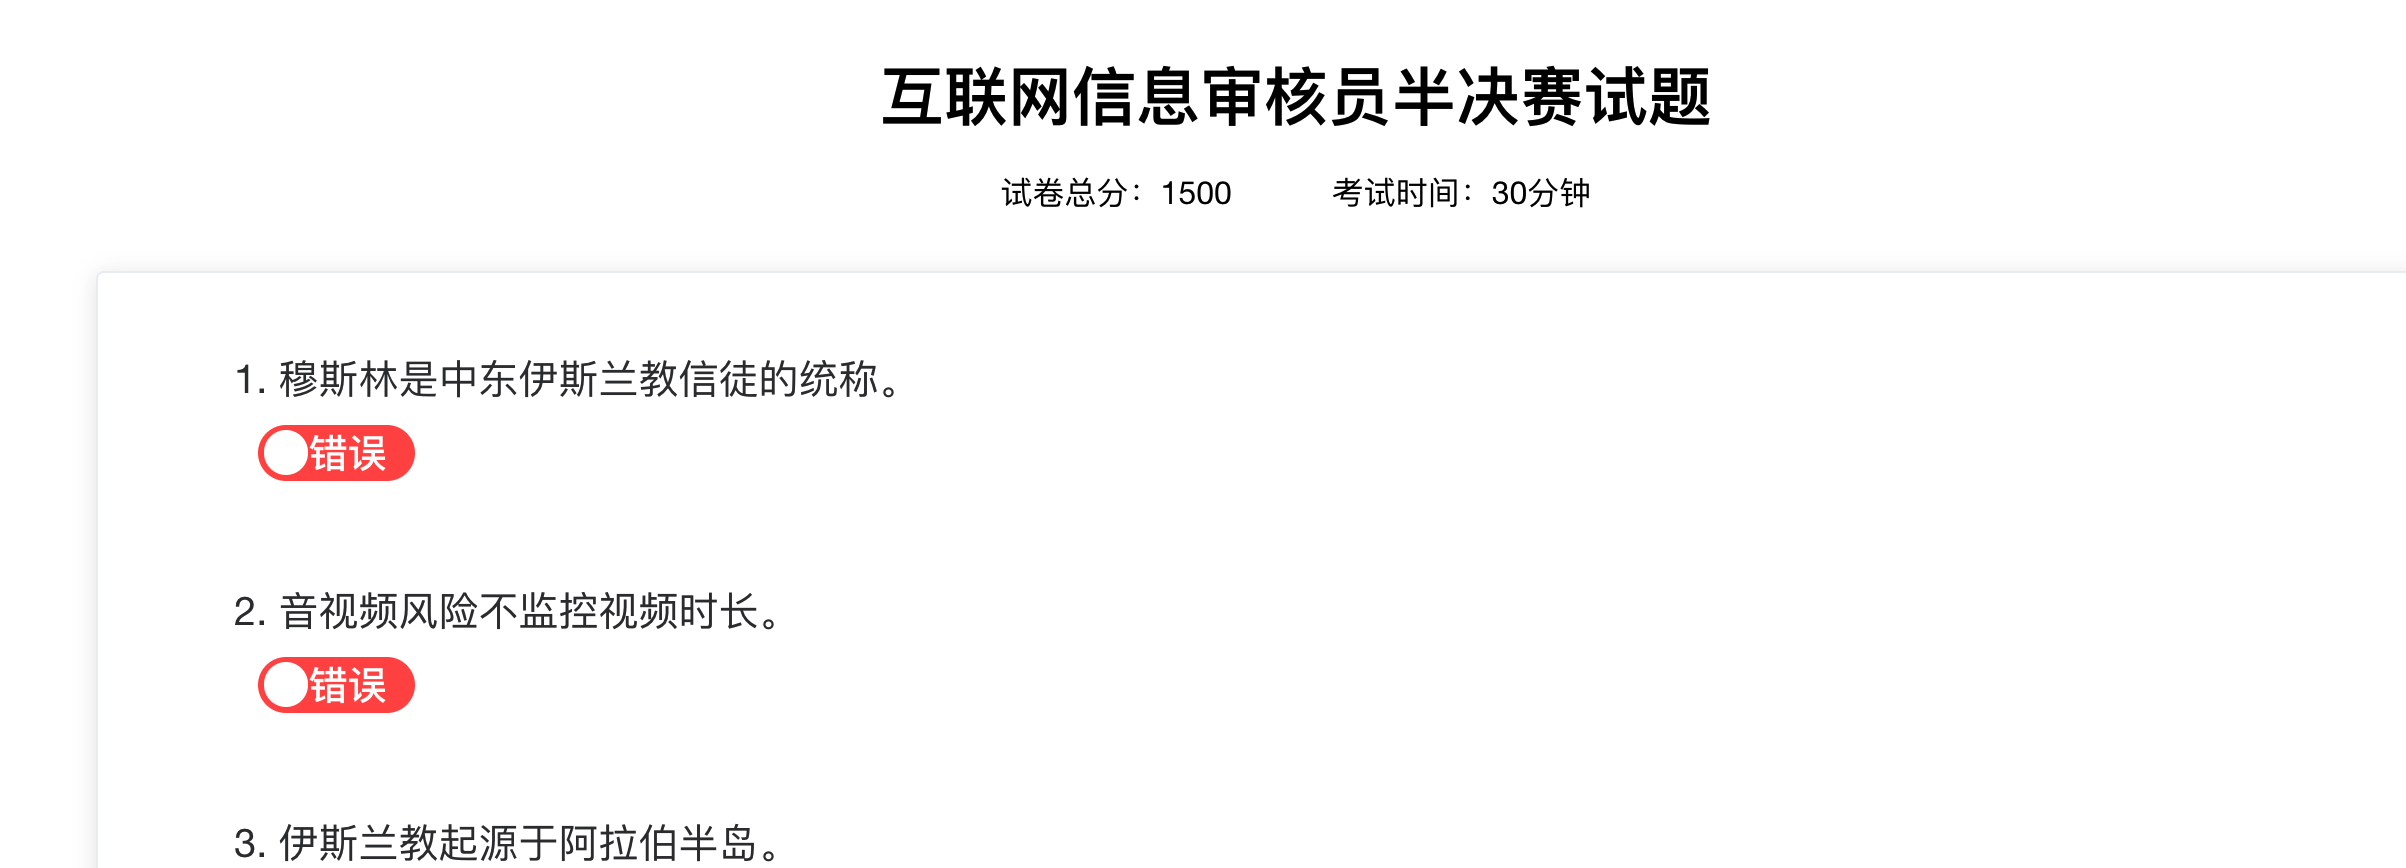 互联网信息审核员半决赛试题
试卷总分：1500 考试时间：30分钟
1. 穆斯林是中东伊斯兰教信徒的统称。
错误
2. 音视频风险不监控视频时长。
错误
3. 伊斯兰教起源于阿拉伯半岛。